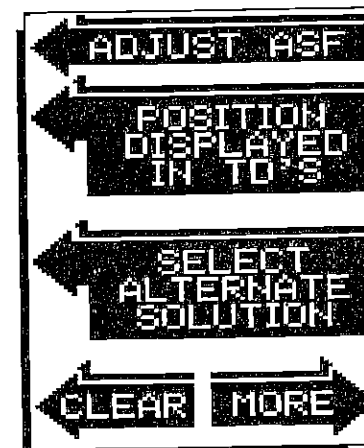 ADJUST ASF
POSITION
DISPLAYED
IN TD'S
SELECT
ALTERNATE
SOLUTION
CLEAR MORE